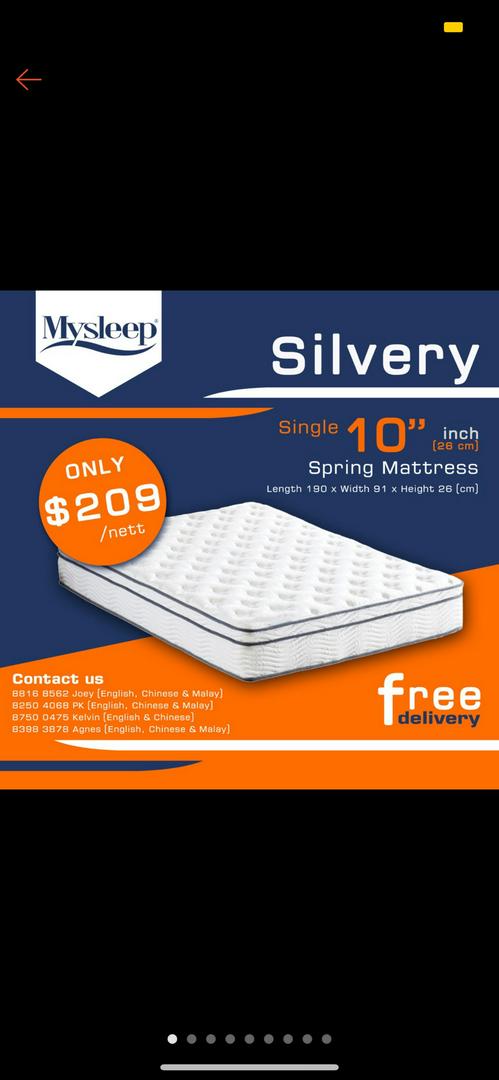 Mysleep®
Silvery
Single 10” inch
(26 cm)
Spring Mattress
Length 190 x Width 91 x Height 26 (cm)
ONLY
$209
/nett
Contact us
8816 8562 Joey (English, Chinese & Malay)
8250 4068 PK (English, Chinese & Malay)
8750 0475 Kelvin (English & Chinese)
8398 3878 Agnes (English, Chinese & Malay)
free
delivery